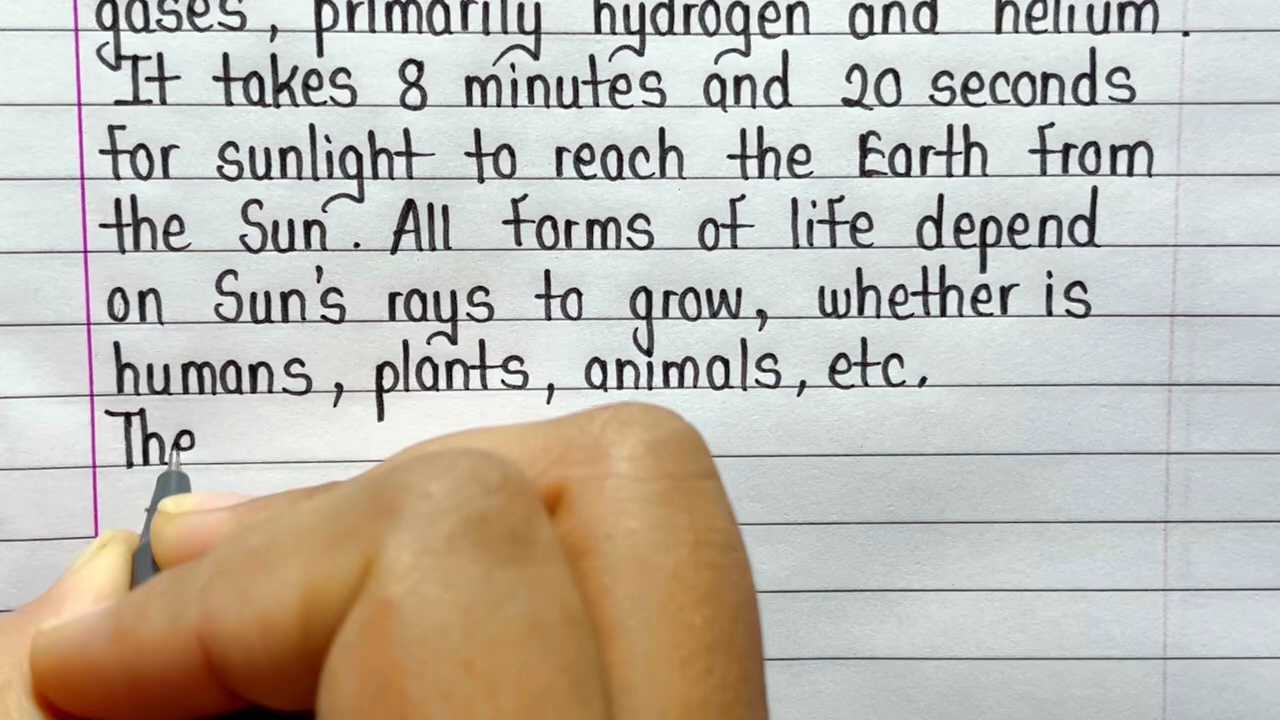 gases, primarily hydrogen and helium.
It takes 8 minutes and 20 seconds
for sunlight to reach the Earth from
the Sun. All forms of life depend
on Sun's rays to grow, whether is
humans, plants, animals, etc.
The